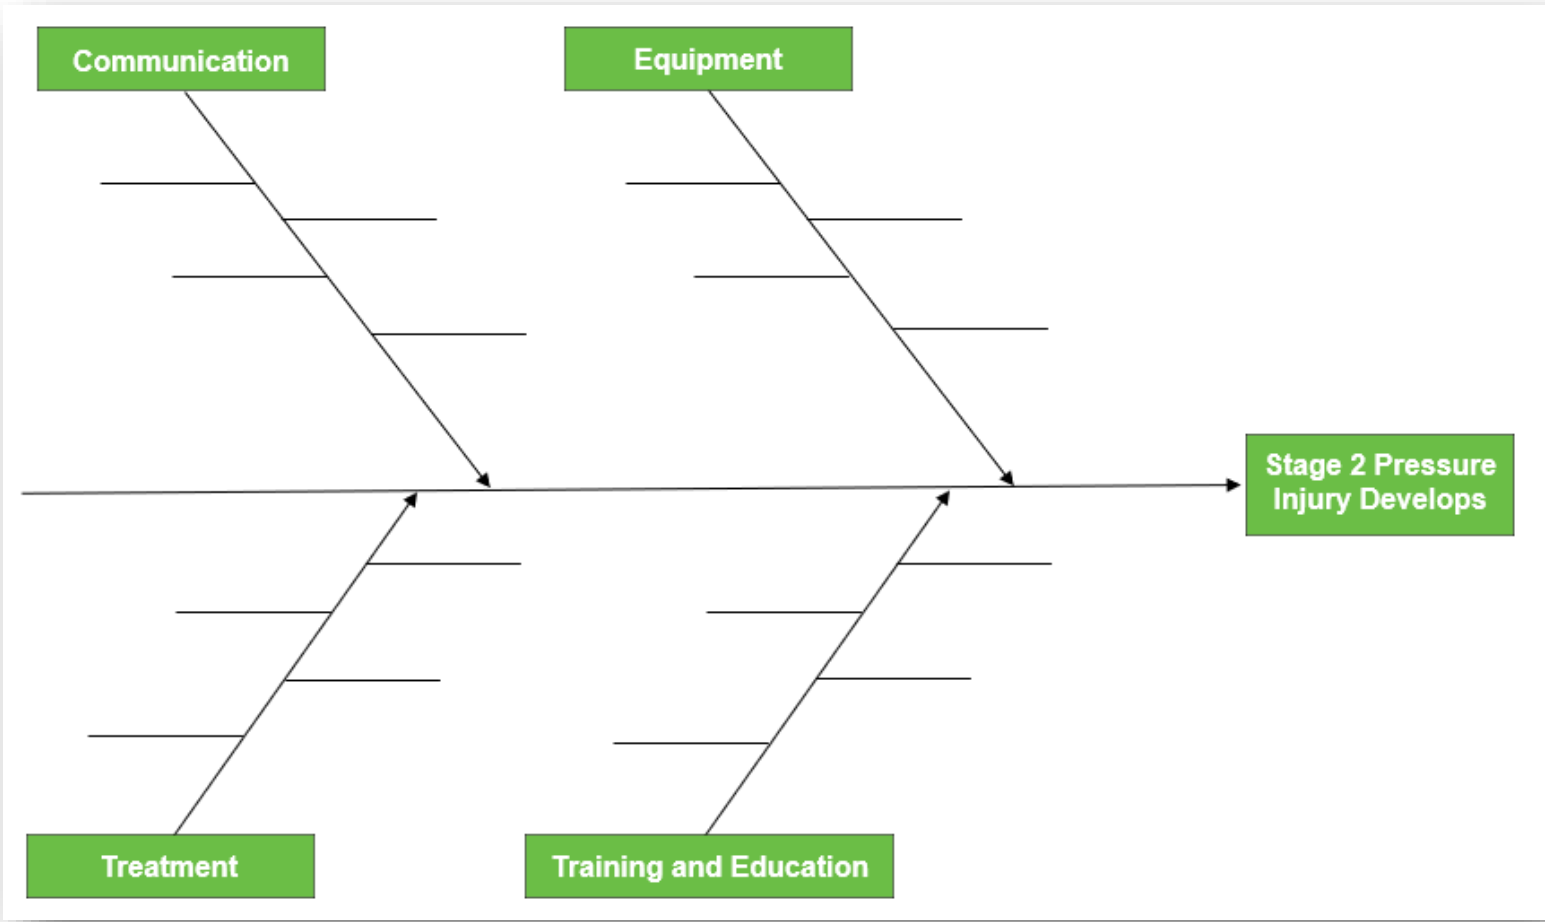 Communication
Equipment
Stage 2 Pressure
Injury Develops
Treatment
Training and Education